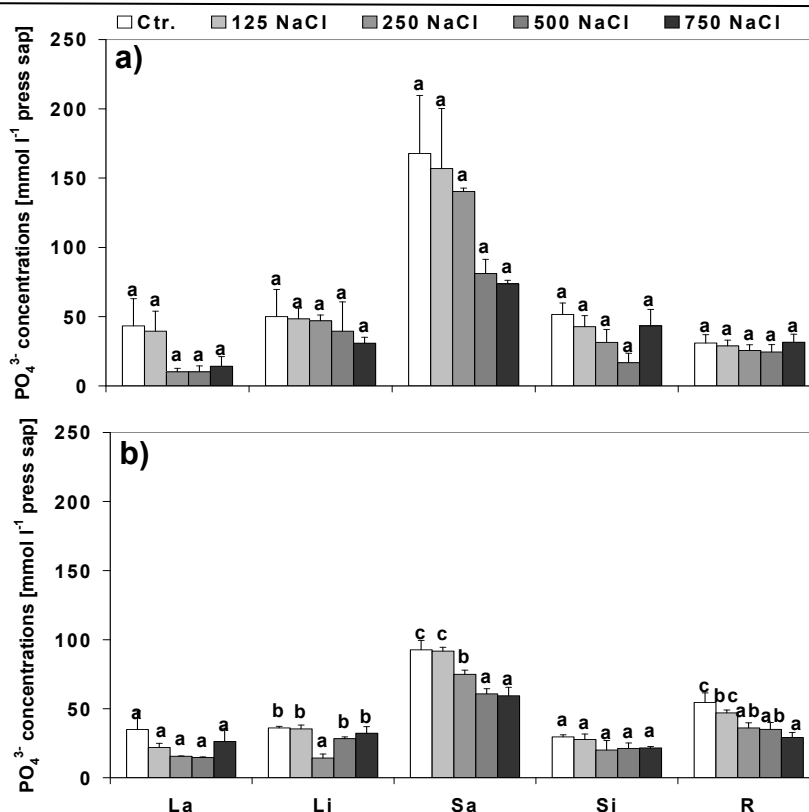 Ctr. 125 NaCl 250 NaCl 500 NaCl 750 NaCl
a)
PO₄³⁻ concentrations [mmol l⁻¹ press sap]
250
200
150
100
50
0
a a a a a a a a a a a a a a a a a a a a a a a a a
b)
PO₄³⁻ concentrations [mmol l⁻¹ press sap]
250
200
150
100
50
0
a a a a a b b a b b c c b a a a a a a a c bc ab ab a
La Li Sa Si R